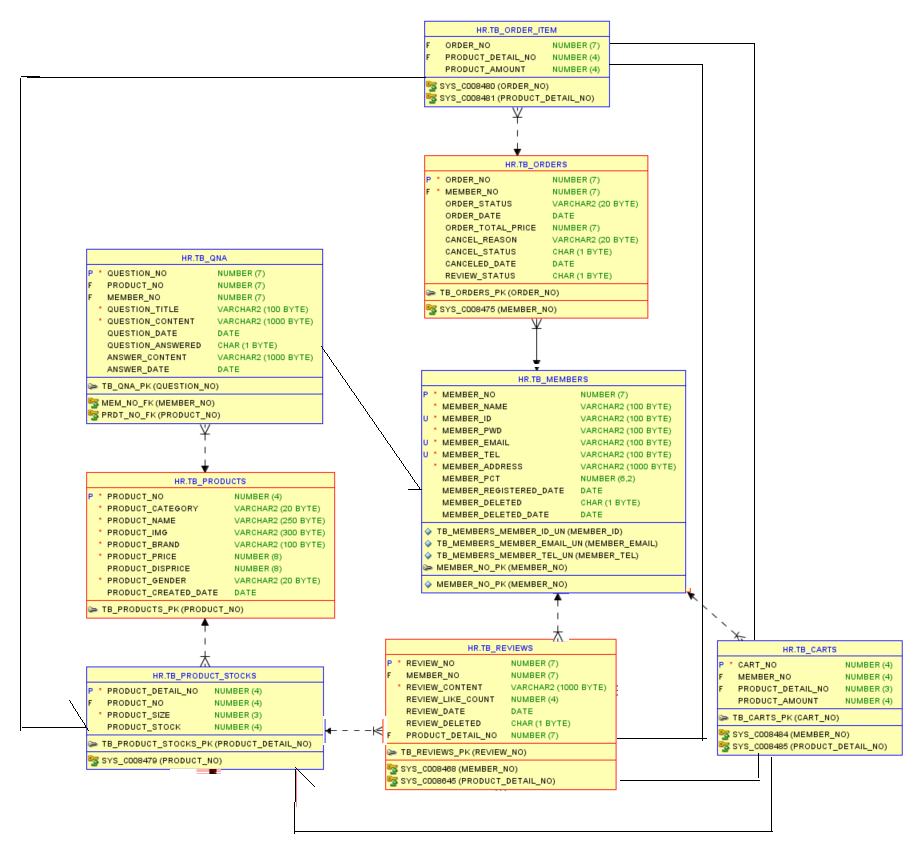 HR.TB_ORDER_ITEM
F ORDER_NO NUMBER (7)
F PRODUCT_DETAIL_NO NUMBER (4)
PRODUCT_AMOUNT NUMBER (4)
SYS_C008480 (ORDER_NO)
SYS_C008481 (PRODUCT_DETAIL_NO)
HR.TB_ORDERS
P * ORDER_NO NUMBER (7)
F * MEMBER_NO NUMBER (7)
ORDER_STATUS VARCHAR2 (20 BYTE)
ORDER_DATE DATE
ORDER_TOTAL_PRICE NUMBER (7)
CANCEL_REASON VARCHAR2 (20 BYTE)
CANCEL_STATUS CHAR (1 BYTE)
CANCELED_DATE DATE
REVIEW_STATUS CHAR (1 BYTE)
TB_ORDERS_PK (ORDER_NO)
SYS_C008475 (MEMBER_NO)
HR.TB_QNA
P * QUESTION_NO NUMBER (7)
F PRODUCT_NO NUMBER (7)
F MEMBER_NO NUMBER (7)
* QUESTION_TITLE VARCHAR2 (100 BYTE)
* QUESTION_CONTENT VARCHAR2 (1000 BYTE)
QUESTION_DATE DATE
QUESTION_ANSWERED CHAR (1 BYTE)
ANSWER_CONTENT VARCHAR2 (1000 BYTE)
ANSWER_DATE DATE
TB_QNA_PK (QUESTION_NO)
MEM_NO_FK (MEMBER_NO)
PRDT_NO_FK (PRODUCT_NO)
HR.TB_MEMBERS
P * MEMBER_NO NUMBER (7)
* MEMBER_NAME VARCHAR2 (100 BYTE)
U * MEMBER_ID VARCHAR2 (100 BYTE)
* MEMBER_PWD VARCHAR2 (100 BYTE)
U * MEMBER_EMAIL VARCHAR2 (100 BYTE)
U * MEMBER_TEL VARCHAR2 (100 BYTE)
* MEMBER_ADDRESS VARCHAR2 (1000 BYTE)
MEMBER_PCT NUMBER (6,2)
MEMBER_REGISTERED_DATE DATE
MEMBER_DELETED CHAR (1 BYTE)
MEMBER_DELETED_DATE DATE
TB_MEMBERS_MEMBER_ID_UN (MEMBER_ID)
TB_MEMBERS_MEMBER_EMAIL_UN (MEMBER_EMAIL)
TB_MEMBERS_MEMBER_TEL_UN (MEMBER_TEL)
MEMBER_NO_PK (MEMBER_NO)
MEMBER_NO_PK (MEMBER_NO)
HR.TB_PRODUCTS
P * PRODUCT_NO NUMBER (4)
* PRODUCT_CATEGORY VARCHAR2 (20 BYTE)
* PRODUCT_NAME VARCHAR2 (250 BYTE)
* PRODUCT_IMG VARCHAR2 (300 BYTE)
* PRODUCT_BRAND VARCHAR2 (100 BYTE)
* PRODUCT_PRICE NUMBER (8)
PRODUCT_DISPRICE NUMBER (8)
* PRODUCT_GENDER VARCHAR2 (20 BYTE)
PRODUCT_CREATED_DATE DATE
TB_PRODUCTS_PK (PRODUCT_NO)
HR.TB_PRODUCT_STOCKS
P * PRODUCT_DETAIL_NO NUMBER (4)
F PRODUCT_NO NUMBER (4)
* PRODUCT_SIZE NUMBER (3)
* PRODUCT_STOCK NUMBER (4)
TB_PRODUCT_STOCKS_PK (PRODUCT_DETAIL_NO)
SYS_C008479 (PRODUCT_NO)
HR.TB_REVIEWS
P * REVIEW_NO NUMBER (7)
F MEMBER_NO NUMBER (7)
* REVIEW_CONTENT VARCHAR2 (1000 BYTE)
REVIEW_LIKE_COUNT NUMBER (4)
REVIEW_DATE DATE
REVIEW_DELETED CHAR (1 BYTE)
F PRODUCT_DETAIL_NO NUMBER (7)
TB_REVIEWS_PK (REVIEW_NO)
SYS_C008468 (MEMBER_NO)
SYS_C008645 (PRODUCT_DETAIL_NO)
HR.TB_CARTS
P * CART_NO NUMBER (4)
F MEMBER_NO NUMBER (4)
F PRODUCT_DETAIL_NO NUMBER (3)
PRODUCT_AMOUNT NUMBER (4)
TB_CARTS_PK (CART_NO)
SYS_C008484 (MEMBER_NO)
SYS_C008485 (PRODUCT_DETAIL_NO)